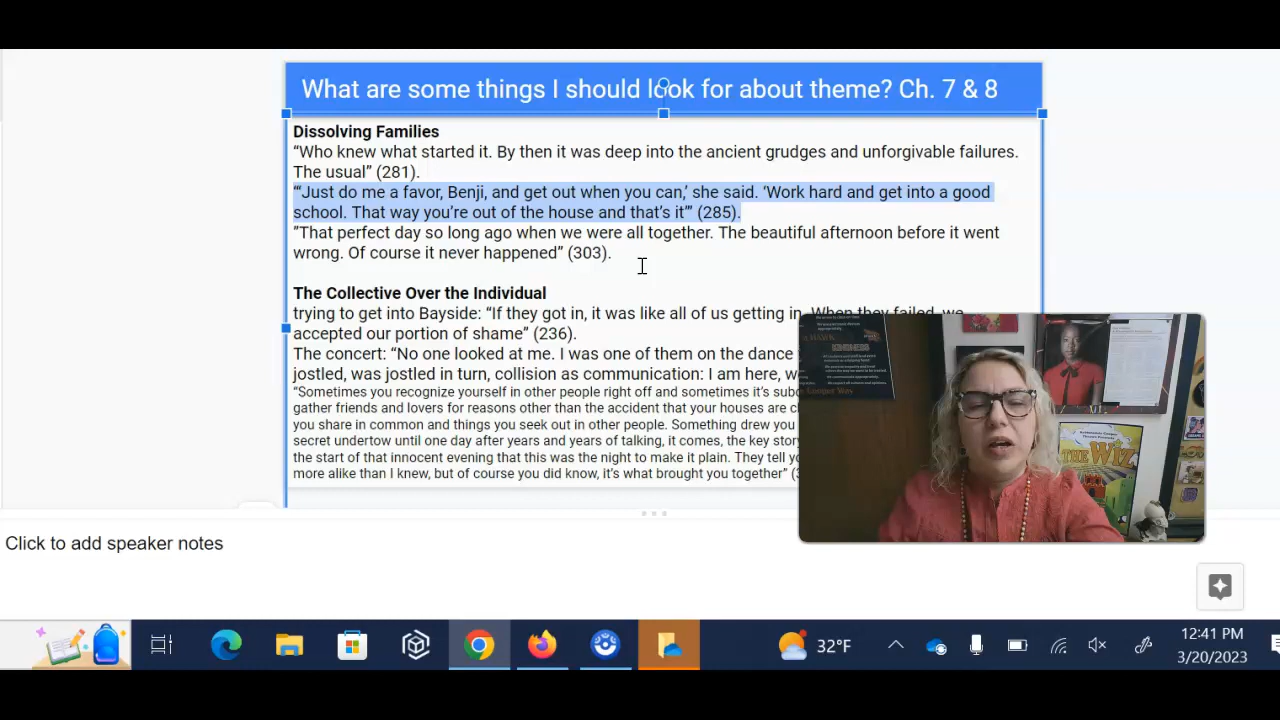 What are some things I should look for about theme? Ch. 7 & 8
Dissolving Families
“Who knew what started it. By then it was deep into the ancient grudges and unforgivable failures.
The usual” (281).
“‘Just do me a favor, Benji, and get out when you can,’ she said. ‘Work hard and get into a good
school. That way you’re out of the house and that’s it’” (285).
”That perfect day so long ago when we were all together. The beautiful afternoon before it went
wrong. Of course it never happened” (303).
The Collective Over the Individual
trying to get into Bayside: “If they got in, it was like all of us getting in. When they failed, we
accepted our portion of shame” (236).
The concert: “No one looked at me. I was one of them on the dance
jostled, was jostled in turn, collision as communication: I am here,
“Sometimes you recognize yourself in other people right off and sometimes it’s
gather friends and lovers for reasons other than the accident that your houses are
you share in common and things you seek out in other people. Something drew you
secret undertow until one day after years and years of talking, it comes, the key
the start of that innocent evening that this was the night to make it plain. They tell
more alike than I knew, but of course you did know, it’s what brought you together”
THE WIZ
Click to add speaker notes
32°F
12:41 PM
3/20/2023